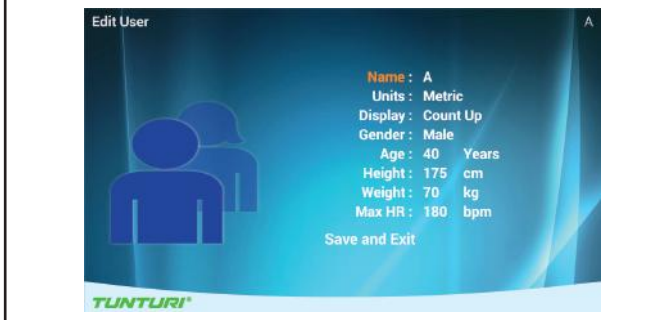 Edit User
A
Name : A
Units : Metric
Display : Count Up
Gender : Male
Age : 40 Years
Height : 175 cm
Weight : 70 kg
Max HR : 180 bpm
Save and Exit
TUNTURI®